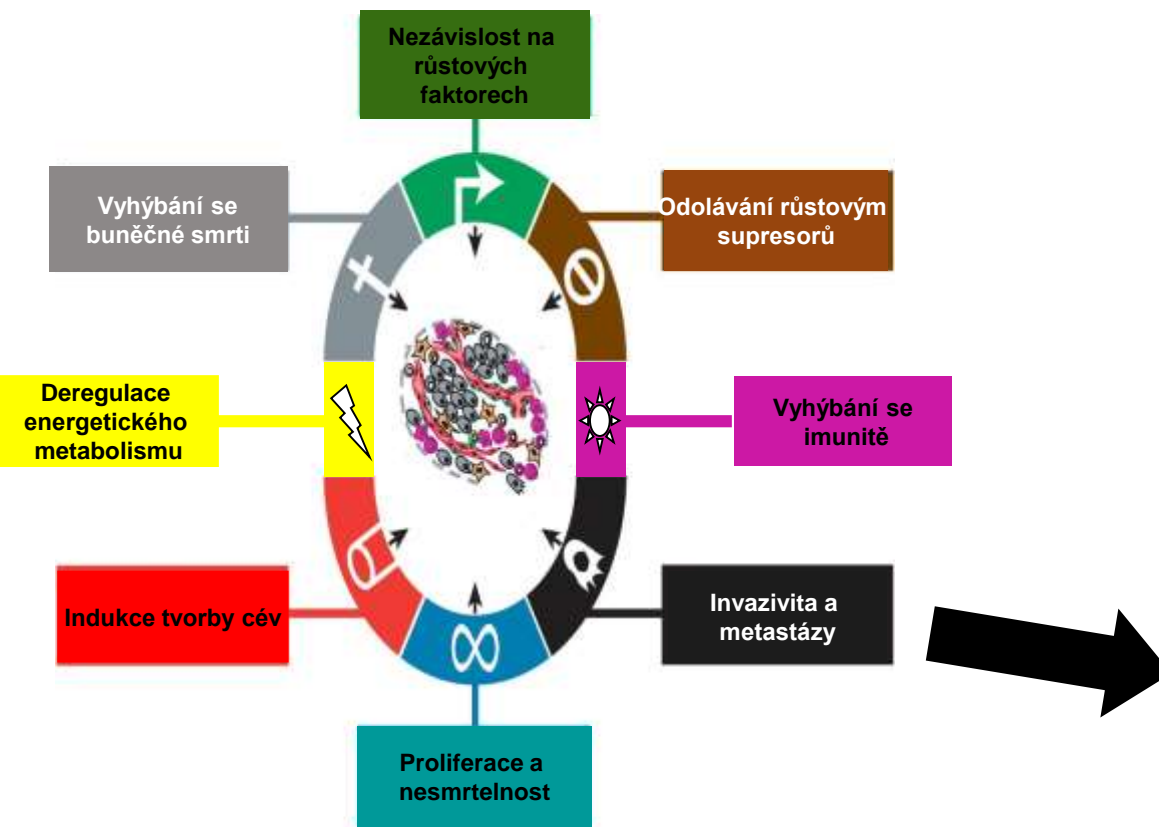 Nezávislost na
růstových
faktorech
Vyhýbání se
buněčné smrti
Odolávání růstovým
supresorů
Deregulace
energetického
metabolismu
Vyhýbání se
imunitě
Indukce tvorby cév
Invazivita a
metastázy
Proliferace a
nesmrtelnost